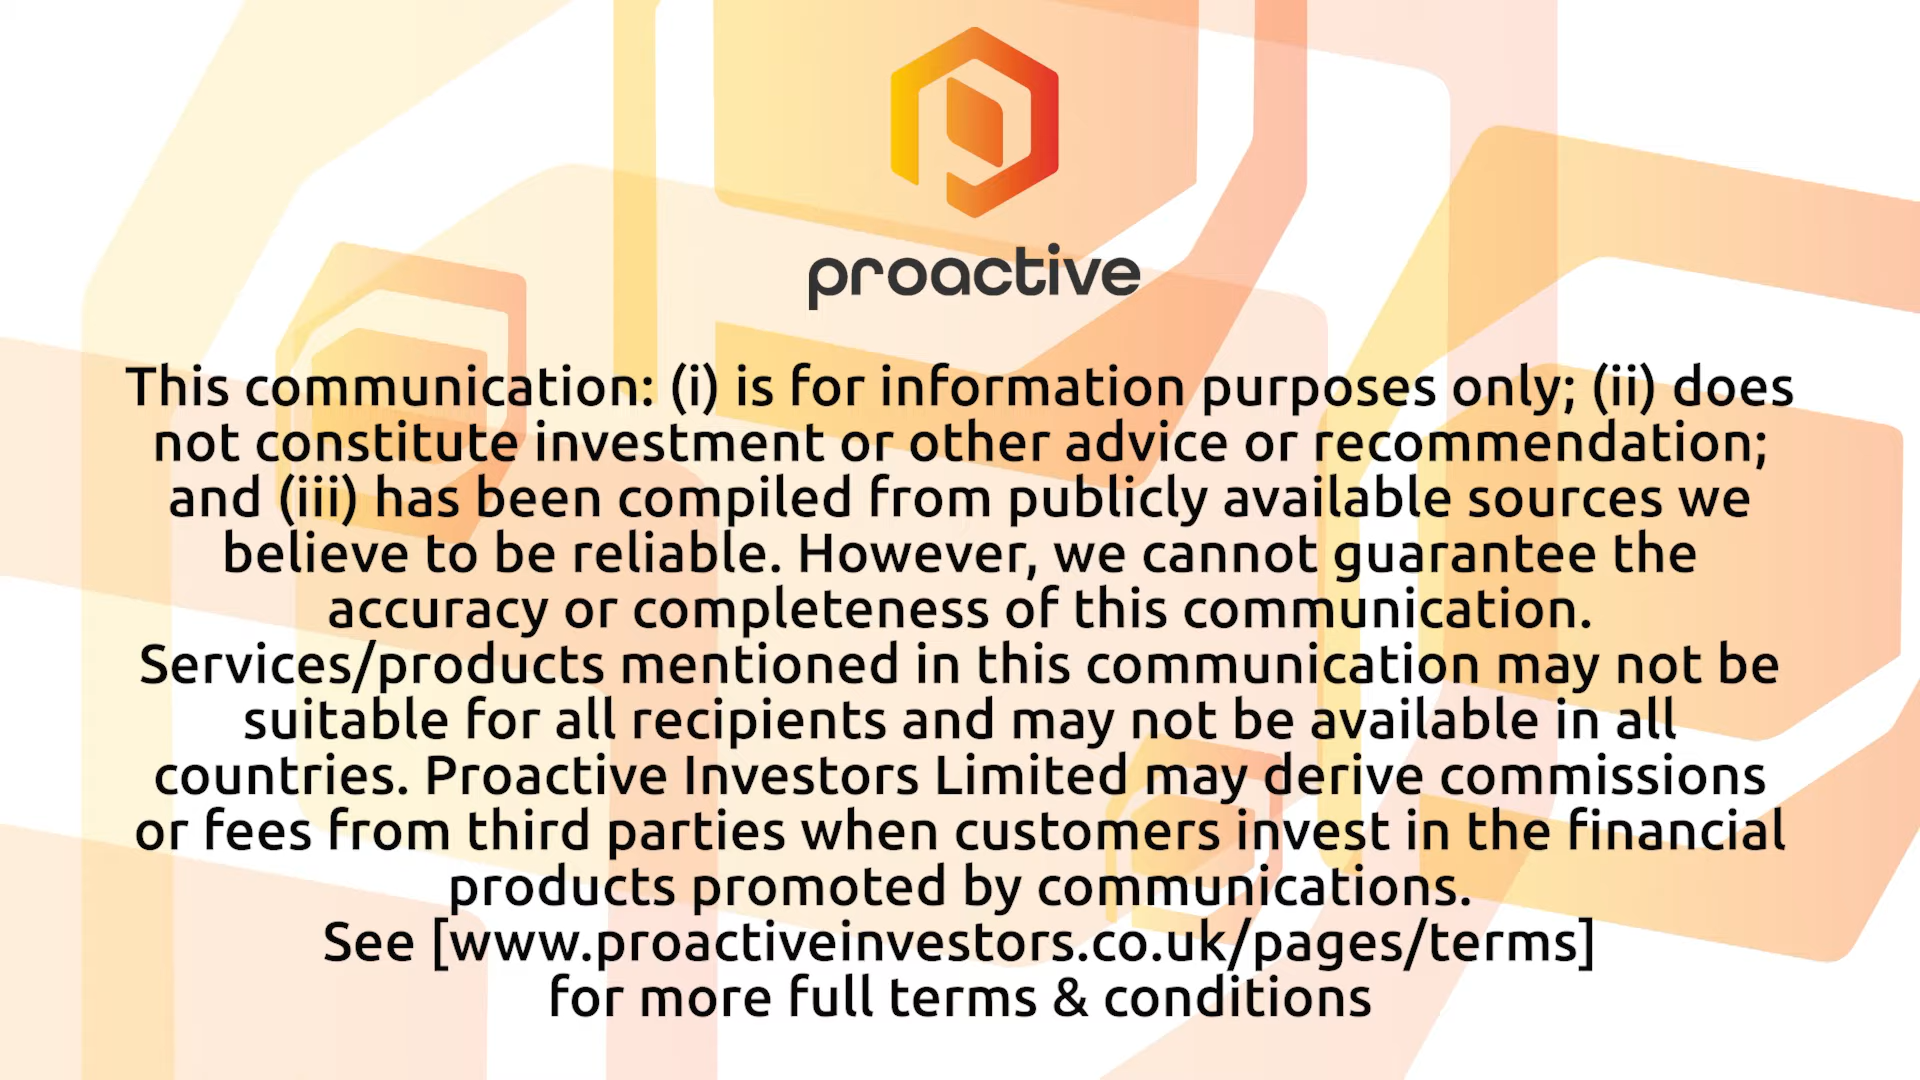 proactive
This communication: (i) is for information purposes only; (ii) does
not constitute investment or other advice or recommendation;
and (iii) has been compiled from publicly available sources we
believe to be reliable. However, we cannot guarantee the
accuracy or completeness of this communication.
Services/products mentioned in this communication may not be
suitable for all recipients and may not be available in all
countries. Proactive Investors Limited may derive commissions
or fees from third parties when customers invest in the financial
products promoted by communications.
See [www.proactiveinvestors.co.uk/pages/terms]
for more full terms & conditions